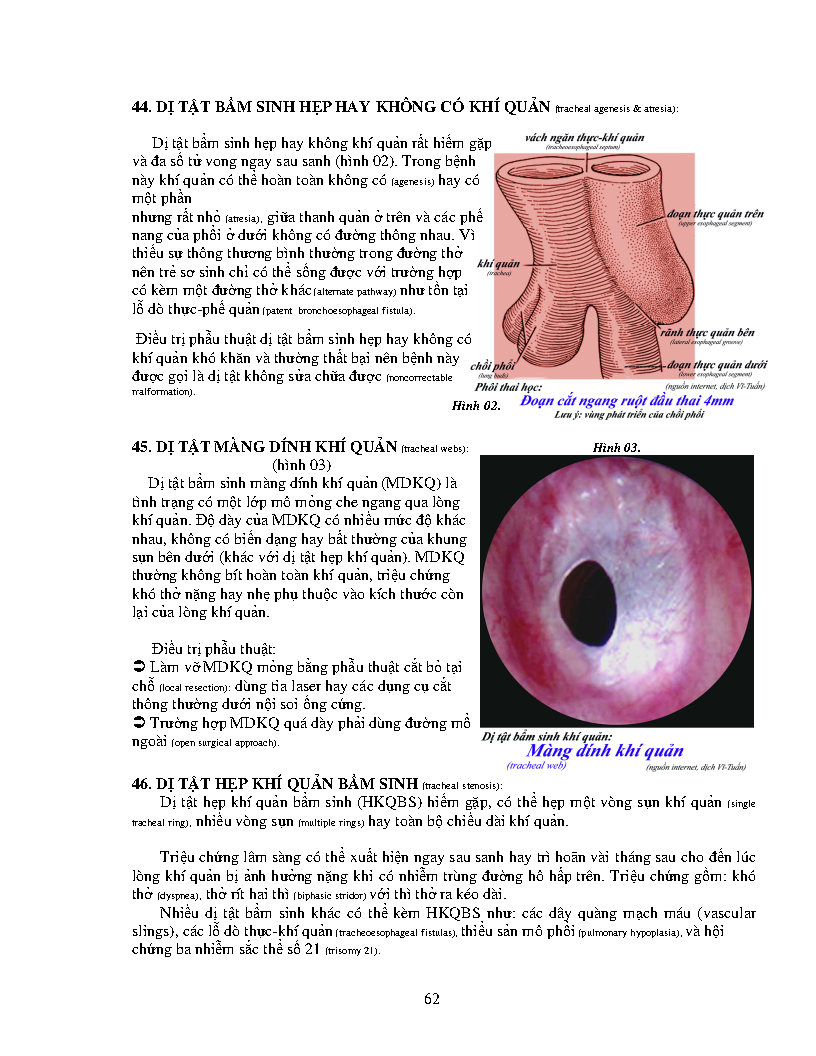 44. DỊ TẬT BẨM SINH HẸP HAY KHÔNG CÓ KHÍ QUẢN (tracheal agenesis & atresia):
Dị tật bẩm sinh hẹp hay không khí quản rất hiếm gặp
và đa số tử vong ngay sau sanh (hình 02). Trong bệnh
này khí quản có thể hoàn toàn không có (agenesis) hay có
một phần
nhưng rất nhỏ (atresia), giữa thanh quản ở trên và các phế
nang của phổi ở dưới không có đường thông nhau. Vì
thiếu sự thông thương bình thường trong đường thở
nên trẻ sơ sinh chỉ có thể sống được với trường hợp
có kèm một đường thở khác (alternate pathway) như tồn tại
lỗ dò thực-phế quản (patent bronchoesophageal fistula).
Điều trị phẫu thuật dị tật bẩm sinh hẹp hay không có
khí quản khó khăn và thường thất bại nên bệnh này
được gọi là dị tật không sửa chữa được (noncorrectable
malformation).
vách ngăn thực-khí quản
(tracheoesophageal septum)
đoạn thực quản trên
(upper esophageal segment)
khí quản
(trachea)
rãnh thực quản bên
(lateral esophageal groove)
chồi phổi
(lung buds)
đoạn thực quản dưới
(lower esophageal segment)
Phôi thai học:
(nguồn internet, dịch Vĩ-Tuấn)
Hình 02.
Đoạn cắt ngang ruột đầu thai 4mm
Lưu ý: vùng phát triển của chồi phổi
45. DỊ TẬT MÀNG DÍNH KHÍ QUẢN (tracheal webs):
(hình 03)
Dị tật bẩm sinh màng dính khí quản (MDKQ) là
tình trạng có một lớp mô mỏng che ngang qua lòng
khí quản. Độ dày của MDKQ có nhiều mức độ khác
nhau, không có biến dạng hay bất thường của khung
sụn bên dưới (khác với dị tật hẹp khí quản). MDKQ
thường không bít hoàn toàn khí quản, triệu chứng
khó thở nặng hay nhẹ phụ thuộc vào kích thước còn
lại của lòng khí quản.
Điều trị phẫu thuật:
➲ Làm vỡ MDKQ mỏng bằng phẫu thuật cắt bỏ tại
chỗ (local resection): dùng tia laser hay các dụng cụ cắt
thông thường dưới nội soi ống cứng.
➲ Trường hợp MDKQ quá dày phải dùng đường mổ
ngoài (open surgical approach).
Hình 03.
Dị tật bẩm sinh khí quản:
Màng dính khí quản
(tracheal web)
(nguồn internet, dịch Vĩ-Tuấn)
46. DỊ TẬT HẸP KHÍ QUẢN BẨM SINH (tracheal stenosis):
Dị tật hẹp khí quản bẩm sinh (HKQBS) hiếm gặp, có thể hẹp một vòng sụn khí quản (single
tracheal ring), nhiều vòng sụn (multiple rings) hay toàn bộ chiều dài khí quản.
Triệu chứng lâm sàng có thể xuất hiện ngay sau sanh hay trì hoãn vài tháng sau cho đến lúc
lòng khí quản bị ảnh hưởng nặng khi có nhiễm trùng đường hô hấp trên. Triệu chứng gồm: khó
thở (dyspnea), thở rít hai thì (biphasic stridor) với thì thở ra kéo dài.
Nhiều dị tật bẩm sinh khác có thể kèm HKQBS như: các dây quàng mạch máu (vascular
slings), các lỗ dò thực-khí quản (tracheoesophageal fistulas), thiểu sản mô phổi (pulmonary hypoplasia), và hội
chứng ba nhiễm sắc thể số 21 (trisomy 21).
62